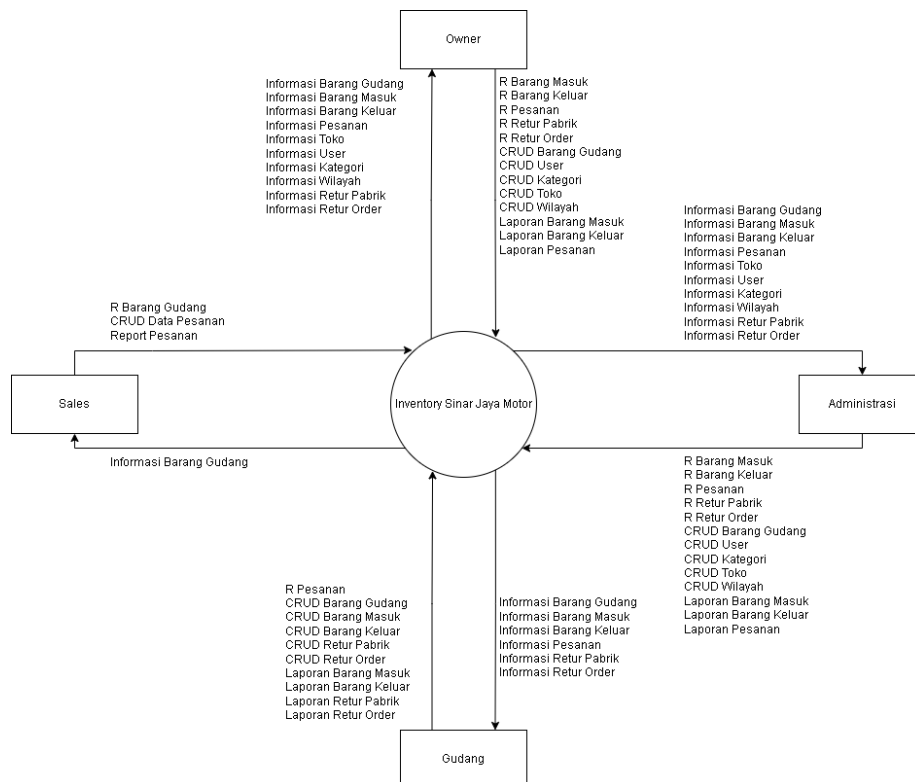 Owner
Informasi Barang Gudang
Informasi Barang Masuk
Informasi Barang Keluar
Informasi Pesanan
Informasi Toko
Informasi User
Informasi Kategori
Informasi Wilayah
Informasi Retur Pabrik
Informasi Retur Order
R Barang Masuk
R Barang Keluar
R Pesanan
R Retur Pabrik
R Retur Order
CRUD Barang Gudang
CRUD User
CRUD Kategori
CRUD Toko
CRUD Wilayah
Laporan Barang Masuk
Laporan Barang Keluar
Laporan Pesanan
Informasi Barang Gudang
Informasi Barang Masuk
Informasi Barang Keluar
Informasi Pesanan
Informasi Toko
Informasi User
Informasi Kategori
Informasi Wilayah
Informasi Retur Pabrik
Informasi Retur Order
R Barang Gudang
CRUD Data Pesanan
Report Pesanan
Sales
Inventory Sinar Jaya Motor
Administrasi
Informasi Barang Gudang
R Barang Masuk
R Barang Keluar
R Pesanan
R Retur Pabrik
R Retur Order
CRUD Barang Gudang
CRUD User
CRUD Kategori
CRUD Toko
CRUD Wilayah
Laporan Barang Masuk
Laporan Barang Keluar
Laporan Pesanan
R Pesanan
CRUD Barang Gudang
CRUD Barang Masuk
CRUD Barang Keluar
CRUD Retur Pabrik
CRUD Retur Order
Laporan Barang Masuk
Laporan Barang Keluar
Laporan Retur Pabrik
Laporan Retur Order
Informasi Barang Gudang
Informasi Barang Masuk
Informasi Barang Keluar
Informasi Pesanan
Informasi Retur Pabrik
Informasi Retur Order
Gudang